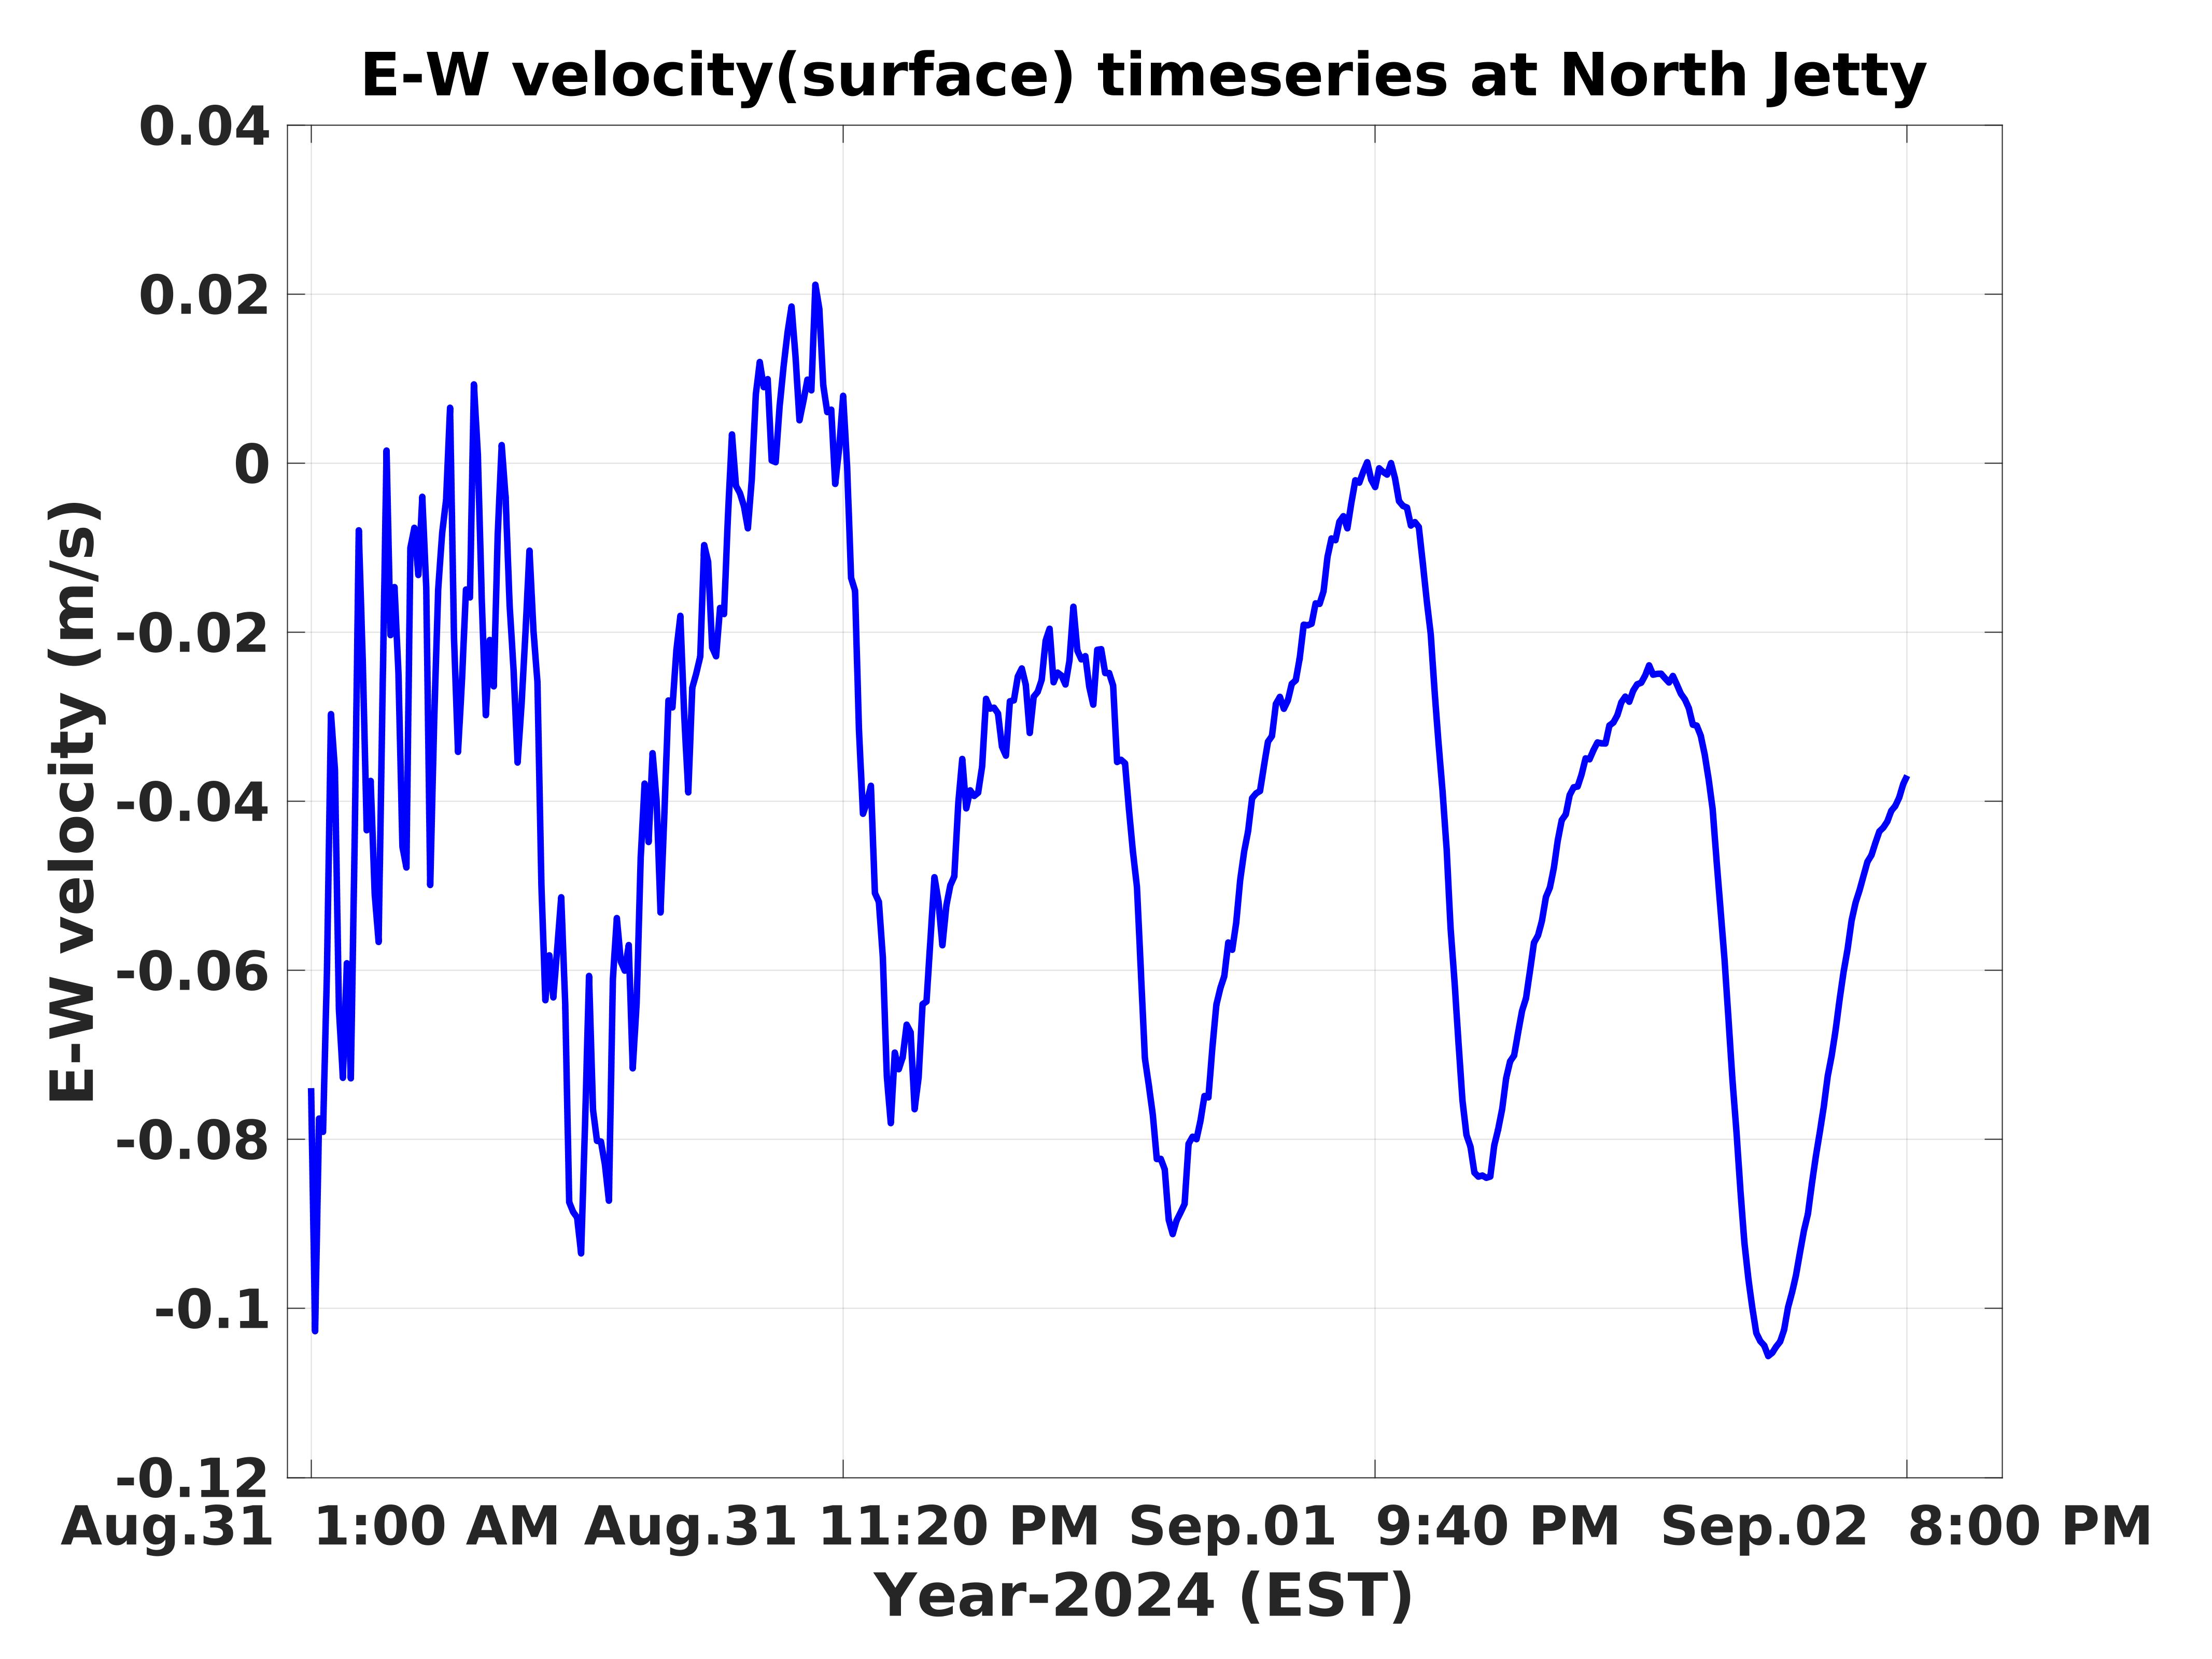 E-W velocity(surface) timeseries at North Jetty
0.04
0.02
0
-0.02
-0.04
-0.06
-0.08
-0.1
-0.12
E-W velocity (m/s)
Aug.31 1:00 AM Aug.31 11:20 PM Sep.01 9:40 PM Sep.02 8:00 PM
Year-2024 (EST)